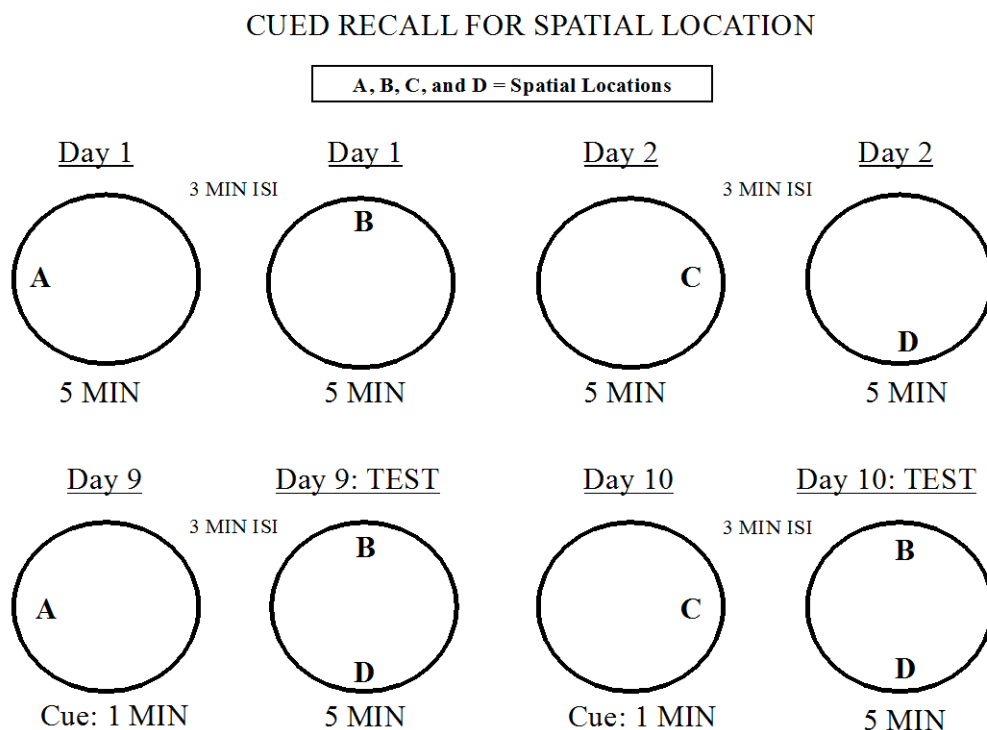 CUED RECALL FOR SPATIAL LOCATION
A, B, C, and D = Spatial Locations
Day 1
Day 1
Day 2
Day 2
3 MIN ISI
3 MIN ISI
A
B
C
D
5 MIN
5 MIN
5 MIN
5 MIN
Day 9
Day 9: TEST
Day 10
Day 10: TEST
3 MIN ISI
3 MIN ISI
A
B
D
C
B
D
Cue: 1 MIN
5 MIN
Cue: 1 MIN
5 MIN